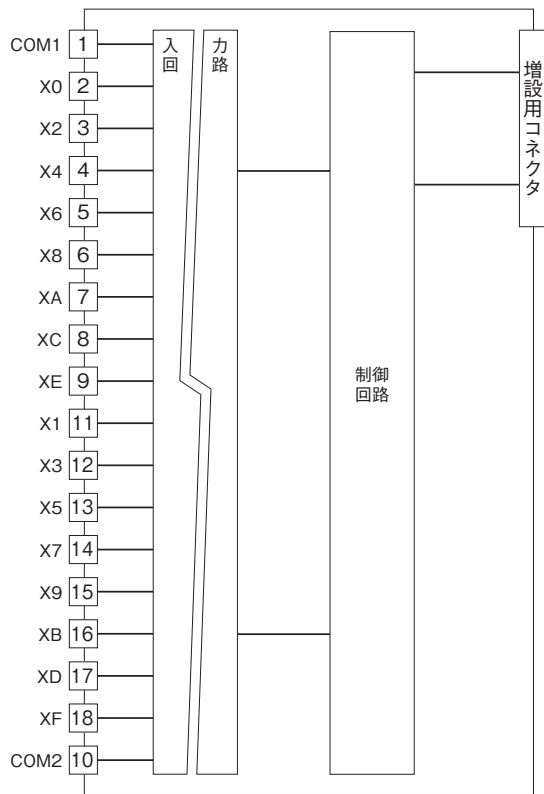 COM1 1
X0 2
X2 3
X4 4
X6 5
X8 6
XA 7
XC 8
XE 9
X1 11
X3 12
X5 13
X7 14
X9 15
XB 16
XD 17
XF 18
COM2 10
入力
回路
制御
回路
増設用コネクタ